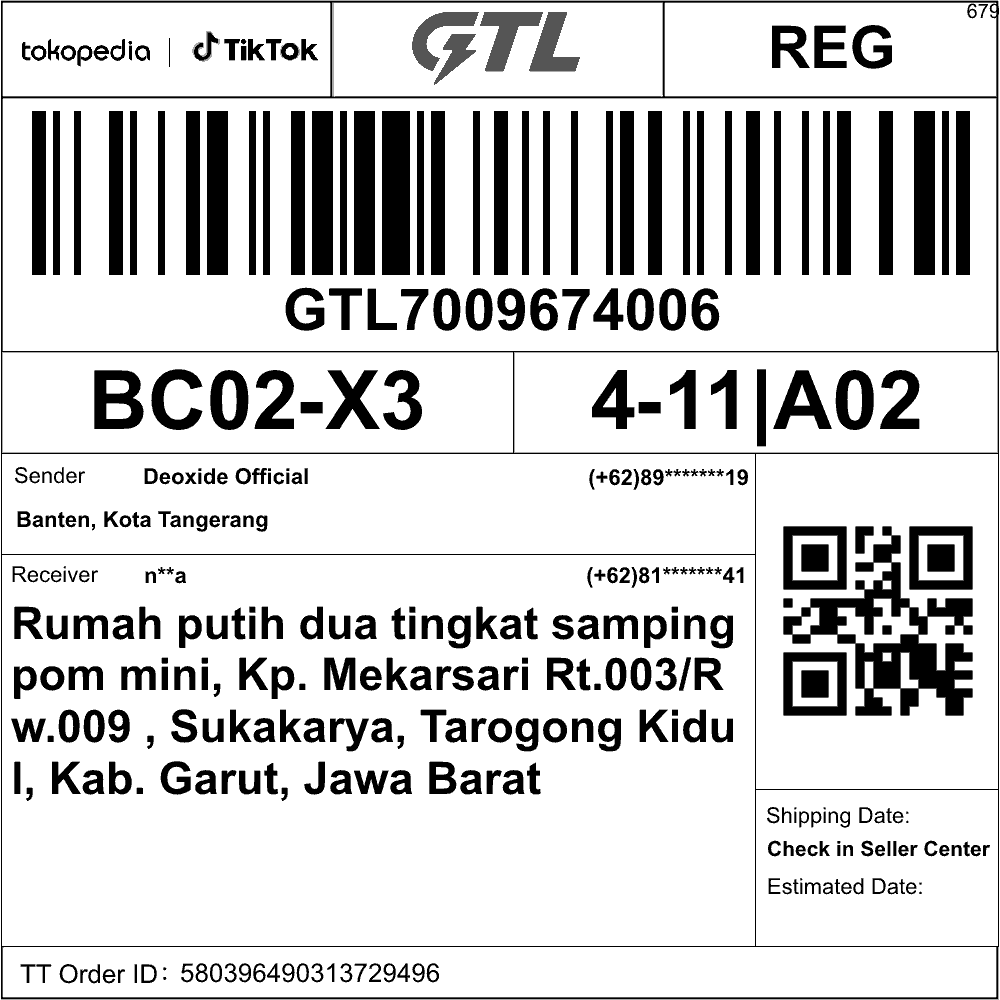 679
tokopedia | TikTok
GTL
REG
GTL7009674006
BC02-X3
4-11|A02
Sender Deoxide Official (+62)89*******19
Banten, Kota Tangerang
Receiver n**a (+62)81*******41
Rumah putih dua tingkat samping
pom mini, Kp. Mekarsari Rt.003/R
w.009 , Sukakarya, Tarogong Kidu
l, Kab. Garut, Jawa Barat
Shipping Date:
Check in Seller Center
Estimated Date:
TT Order ID: 580396490313729496